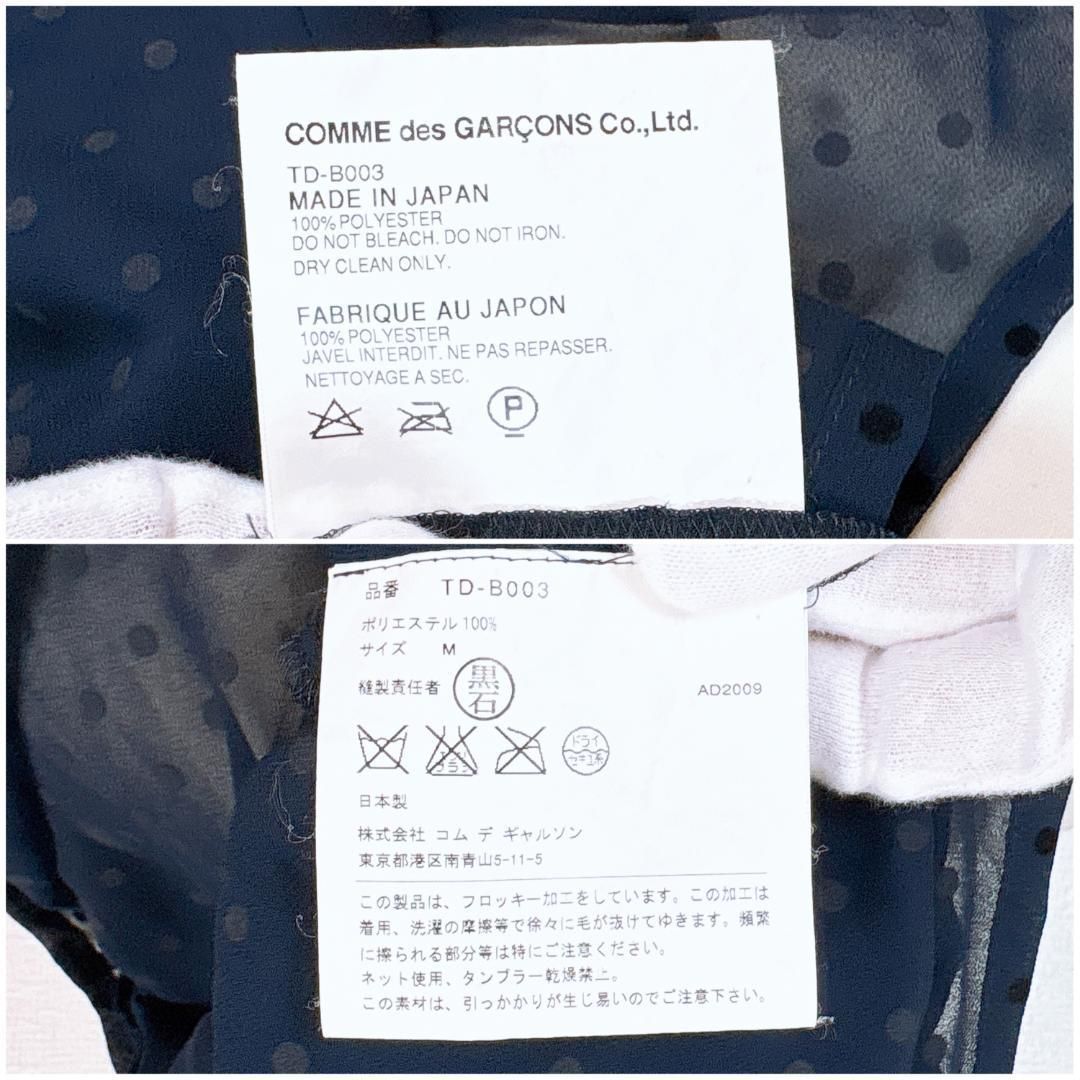 COMME des GARÇONS Co.,Ltd.
TD-B003
MADE IN JAPAN
100% POLYESTER
DO NOT BLEACH. DO NOT IRON.
DRY CLEAN ONLY.
FABRIQUE AU JAPON
100% POLYESTER
JAVEL INTERDIT. NE PAS REPASSER.
NETTOYAGE A SEC.
P
品番 TD-B003
ポリエステル 100%
サイズ M
縫製責任者 黒石 AD2009
ドライ
セキユ系
日本製
株式会社 コム デ ギャルソン
東京都港区南青山5-11-5
この製品は、フロッキー加工をしています。この加工は
着用、洗濯の摩擦等で徐々に毛が抜けてゆきます。頻繁
に擦られる部分等は特にご注意ください。
ネット使用、タンブラー乾燥禁止。
この素材は、引っかかりが生じ易いのでご注意下さい。